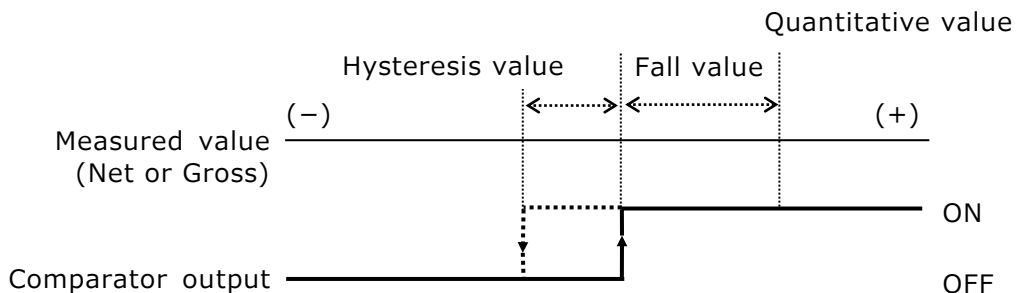 Quantitative value
Hysteresis value
Fall value
(−)
(+)
Measured value
(Net or Gross)
ON
Comparator output
OFF